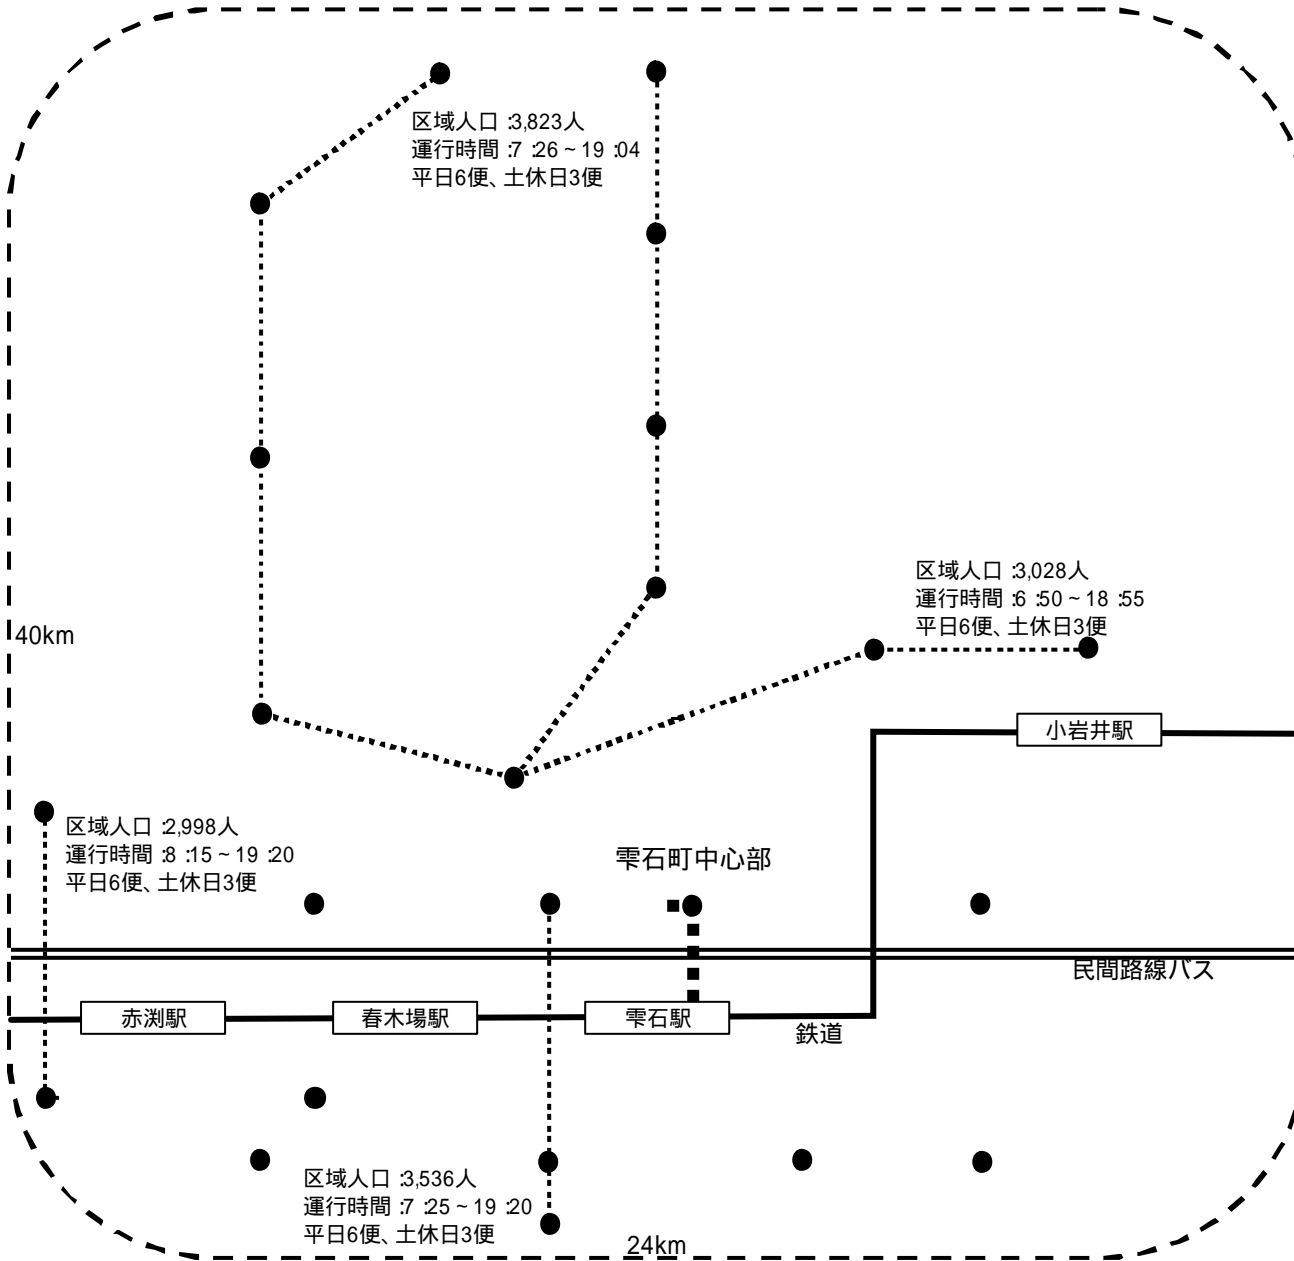 区域人口：3,823人
運行時間：7：26～19：04
平日6便、土休日3便
区域人口：3,028人
運行時間：6：50～18：55
平日6便、土休日3便
40km
小岩井駅
区域人口：2,998人
運行時間：8：15～19：20
平日6便、土休日3便
雫石町中心部
民間路線バス
赤渕駅
春木場駅
雫石駅
鉄道
区域人口：3,536人
運行時間：7：25～19：20
平日6便、土休日3便
24km